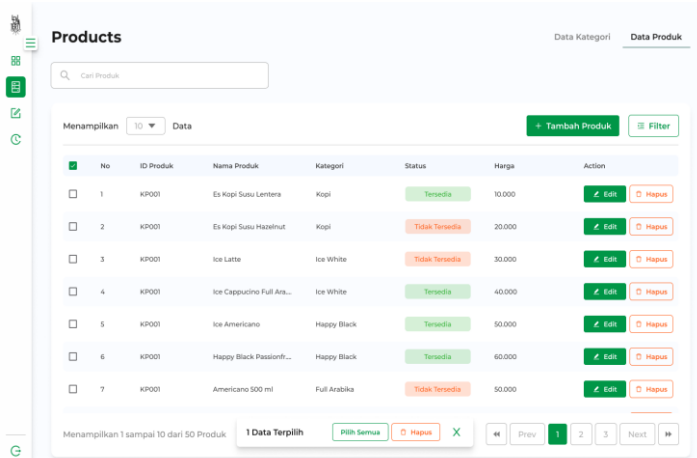 Products
Data Kategori
Data Produk
Cari Produk
Menampilkan 10 Data
+ Tambah Produk
Filter
No ID Produk Nama Produk Kategori Status Harga Action
1 KP001 Es Kopi Susu Lentera Kopi Tersedia 10.000 Edit Hapus
2 KP001 Es Kopi Susu Hazelnut Kopi Tidak Tersedia 20.000 Edit Hapus
3 KP001 Ice Latte Ice White Tidak Tersedia 30.000 Edit Hapus
4 KP001 Ice Cappucino Full Ara... Ice White Tersedia 40.000 Edit Hapus
5 KP001 Ice Americano Happy Black Tersedia 50.000 Edit Hapus
6 KP001 Happy Black Passionfr... Happy Black Tersedia 60.000 Edit Hapus
7 KP001 Americano 500 ml Full Arabika Tidak Tersedia 50.000 Edit Hapus
Menampilkan 1 sampai 10 dari 50 Produk
1 Data Terpilih Pilih Semua Hapus X
Prev 1 2 3 Next